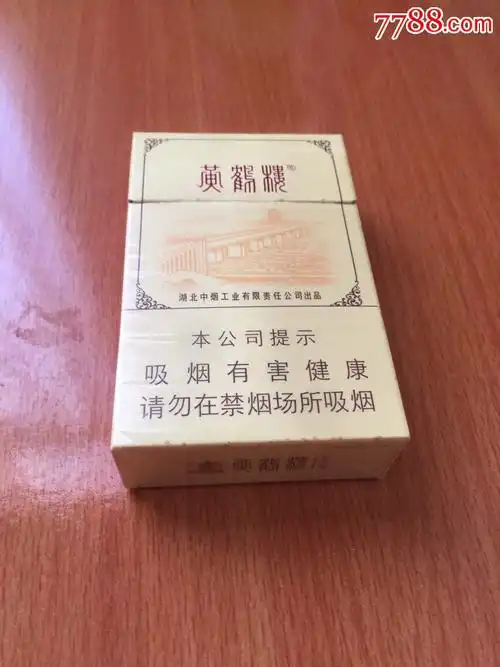 7788.com
黄鹤楼
湖北中烟工业有限责任公司出品
本公司提示
吸烟有害健康
请勿在禁烟场所吸烟
黄鹤楼